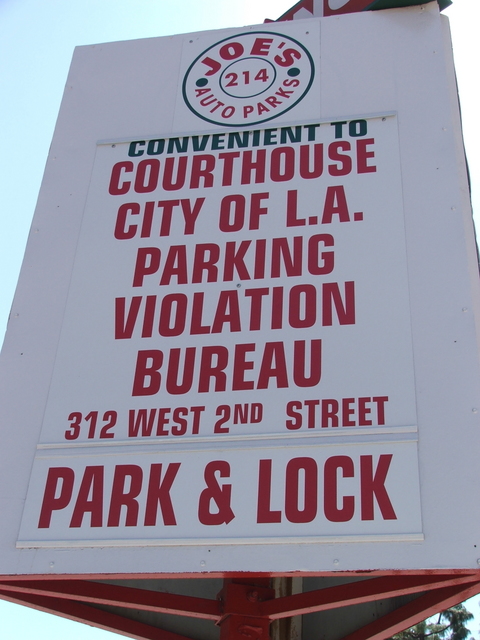 JOE'S
214
AUTO PARKS
CONVENIENT TO
COURTHOUSE
CITY OF L.A.
PARKING
VIOLATION
BUREAU
312 WEST 2ND STREET
PARK & LOCK